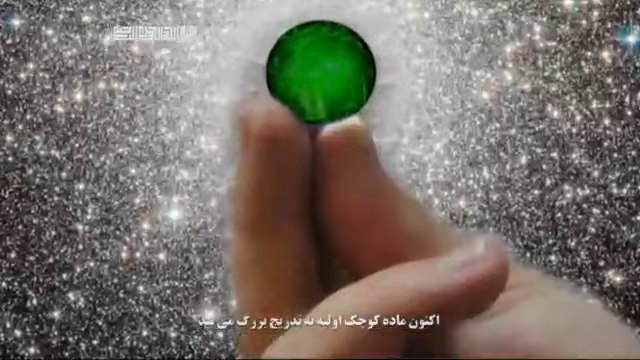 اکنون ماده کوچک اولیه به تدریج بزرگ می شد